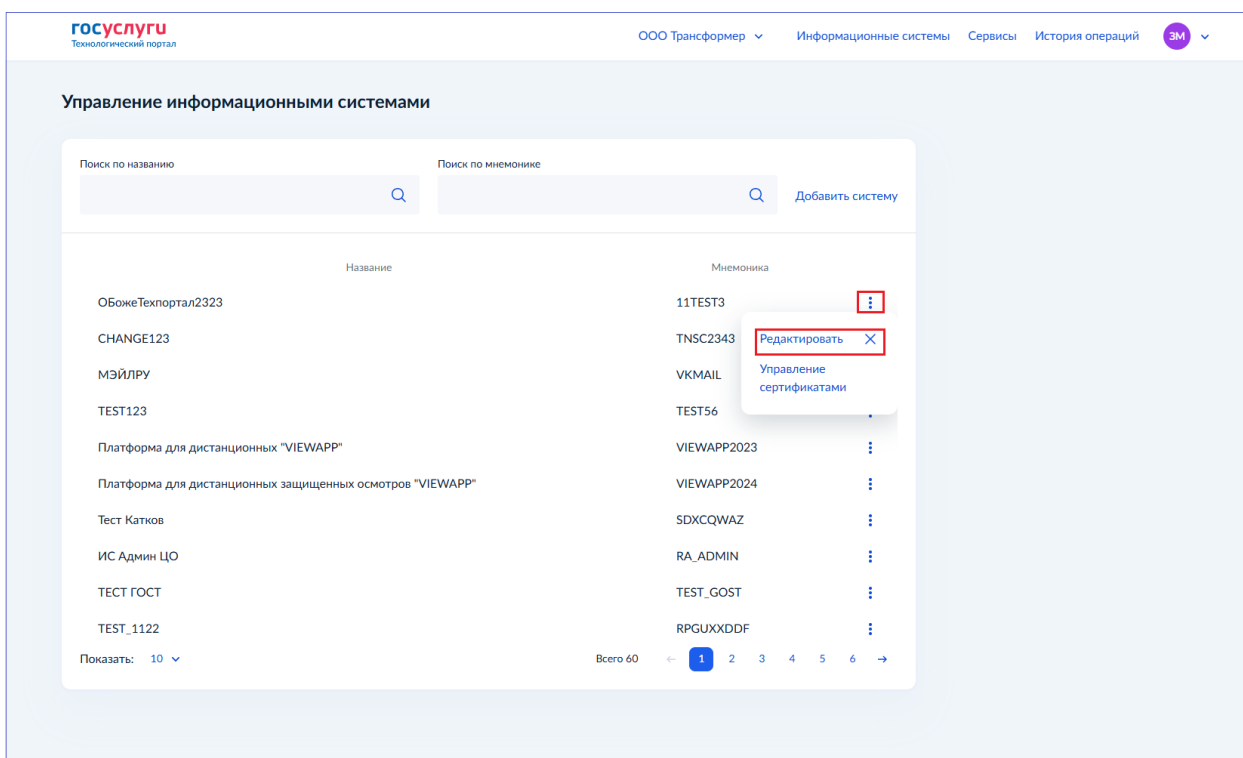 госуслуги
Технологический портал
ООО Трансформер
Информационные системы
Сервисы
История операций
ЗМ
Управление информационными системами
Поиск по названию
Поиск по мнемонике
Добавить систему
Название
Мнемоника
ОБожеТехпортал2323
11TEST3
CHANGE123
TNSC2343
Редактировать
МЭЙЛРУ
VKMAIL
Управление
сертификатами
TEST123
TEST56
Платформа для дистанционных "VIEWAPP"
VIEWAPP2023
Платформа для дистанционных защищенных осмотров "VIEWAPP"
VIEWAPP2024
Тест Катков
SDXCQWAZ
ИС Админ ЦО
RA_ADMIN
ТЕСТ ГОСТ
TEST_GOST
TEST_1122
RPGUXXDDF
Показать: 10
Всего 60
← 1 2 3 4 5 6 →